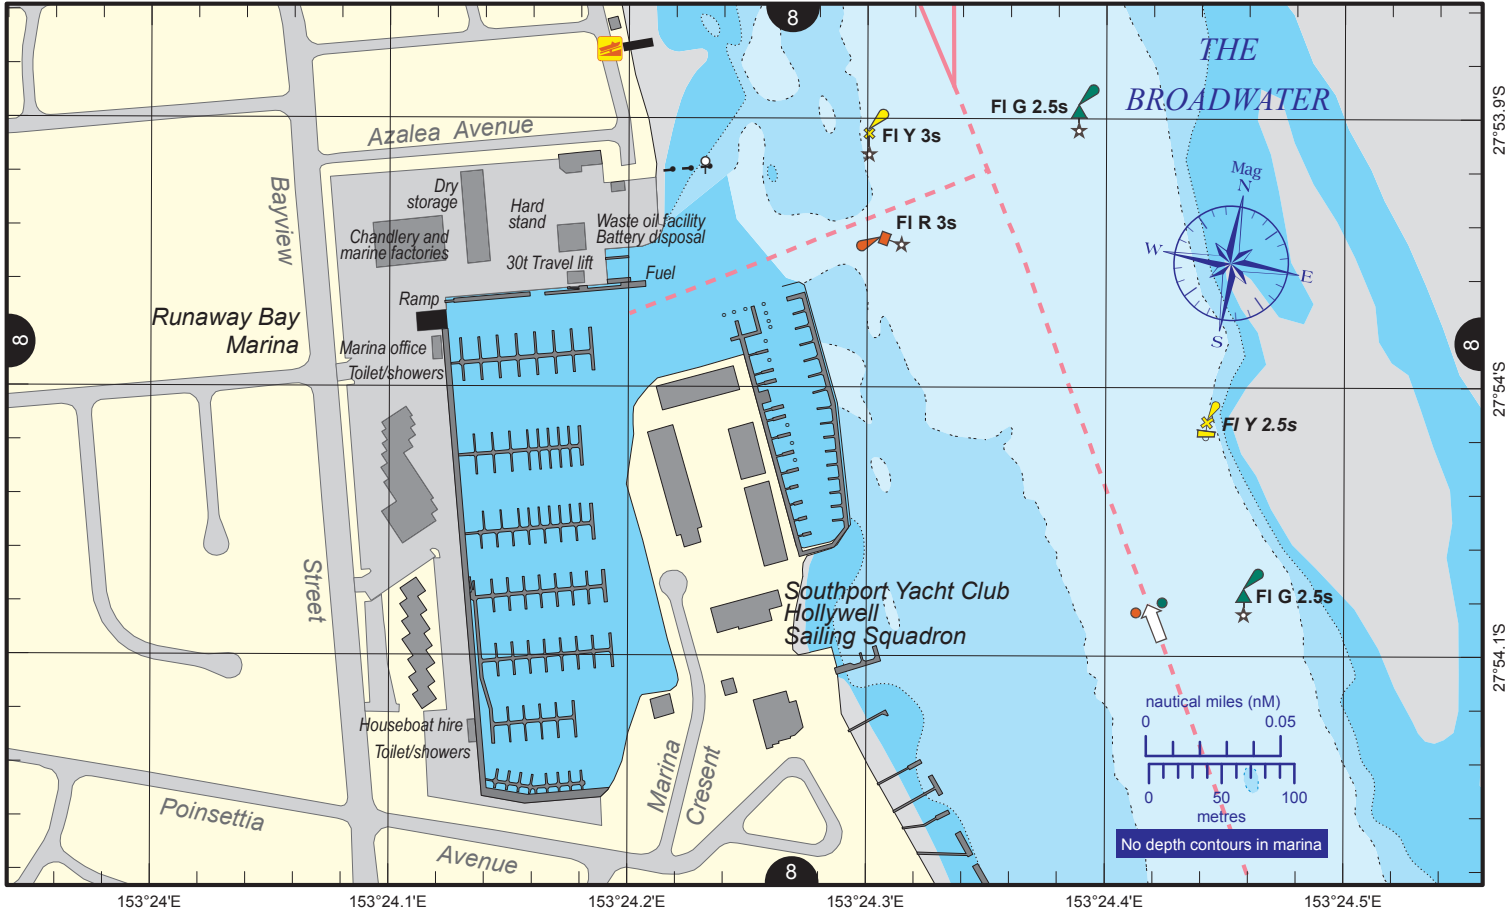 8
THE
BROADWATER
Fl G 2.5s
Fl Y 3s
27°53.9'S
Azalea Avenue
Bayview
Dry
storage
Hard
stand
Waste oil facility
Battery disposal
Chandlery and
marine factories
30t Travel lift
Fuel
Ramp
Fl R 3s
Mag
N
W
E
S
Runaway Bay
Marina
Marina office
Toilet/showers
8
8
27°54'S
Fl Y 2.5s
Street
Southport Yacht Club
Hollywell
Sailing Squadron
Fl G 2.5s
27°54.1'S
Houseboat hire
Toilet/showers
Marina
Cresent
Poinsettia
Avenue
nautical miles (nM)
0 0.05
0 50 100
metres
No depth contours in marina
8
153°24'E 153°24.1'E 153°24.2'E 153°24.3'E 153°24.4'E 153°24.5'E